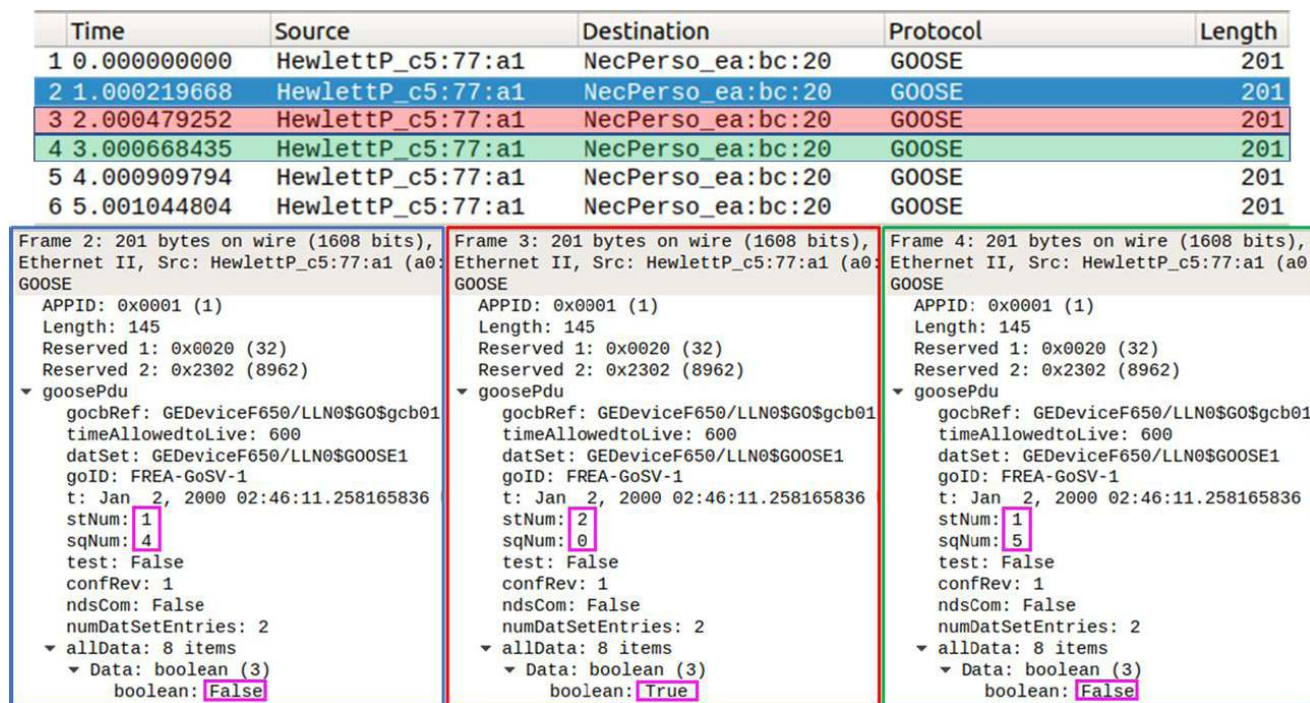 Time Source Destination Protocol Length
1 0.000000000 HewlettP_c5:77:a1 NecPerso_ea:bc:20 GOOSE 201
2 1.000219668 HewlettP_c5:77:a1 NecPerso_ea:bc:20 GOOSE 201
3 2.000479252 HewlettP_c5:77:a1 NecPerso_ea:bc:20 GOOSE 201
4 3.000668435 HewlettP_c5:77:a1 NecPerso_ea:bc:20 GOOSE 201
5 4.000909794 HewlettP_c5:77:a1 NecPerso_ea:bc:20 GOOSE 201
6 5.001044804 HewlettP_c5:77:a1 NecPerso_ea:bc:20 GOOSE 201
Frame 2: 201 bytes on wire (1608 bits),
Ethernet II, Src: HewlettP_c5:77:a1 (a0:
GOOSE
APPID: 0x0001 (1)
Length: 145
Reserved 1: 0x0020 (32)
Reserved 2: 0x2302 (8962)
goosePdu
gocbRef: GEDeviceF650/LLN0$GO$gcb01
timeAllowedtoLive: 600
datSet: GEDeviceF650/LLN0$GOOSE1
goID: FREA-GoSV-1
t: Jan 2, 2000 02:46:11.258165836
stNum: 1
sqNum: 4
test: False
confRev: 1
ndsCom: False
numDatSetEntries: 2
allData: 8 items
Data: boolean (3)
boolean: False
Frame 3: 201 bytes on wire (1608 bits),
Ethernet II, Src: HewlettP_c5:77:a1 (a0:
GOOSE
APPID: 0x0001 (1)
Length: 145
Reserved 1: 0x0020 (32)
Reserved 2: 0x2302 (8962)
goosePdu
gocbRef: GEDeviceF650/LLN0$GO$gcb01
timeAllowedtoLive: 600
datSet: GEDeviceF650/LLN0$GOOSE1
goID: FREA-GoSV-1
t: Jan 2, 2000 02:46:11.258165836
stNum: 2
sqNum: 0
test: False
confRev: 1
ndsCom: False
numDatSetEntries: 2
allData: 8 items
Data: boolean (3)
boolean: True
Frame 4: 201 bytes on wire (1608 bits),
Ethernet II, Src: HewlettP_c5:77:a1 (a0
GOOSE
APPID: 0x0001 (1)
Length: 145
Reserved 1: 0x0020 (32)
Reserved 2: 0x2302 (8962)
goosePdu
gocbRef: GEDeviceF650/LLN0$GO$gcb01
timeAllowedtoLive: 600
datSet: GEDeviceF650/LLN0$GOOSE1
goID: FREA-GoSV-1
t: Jan 2, 2000 02:46:11.258165836
stNum: 1
sqNum: 5
test: False
confRev: 1
ndsCom: False
numDatSetEntries: 2
allData: 8 items
Data: boolean (3)
boolean: False